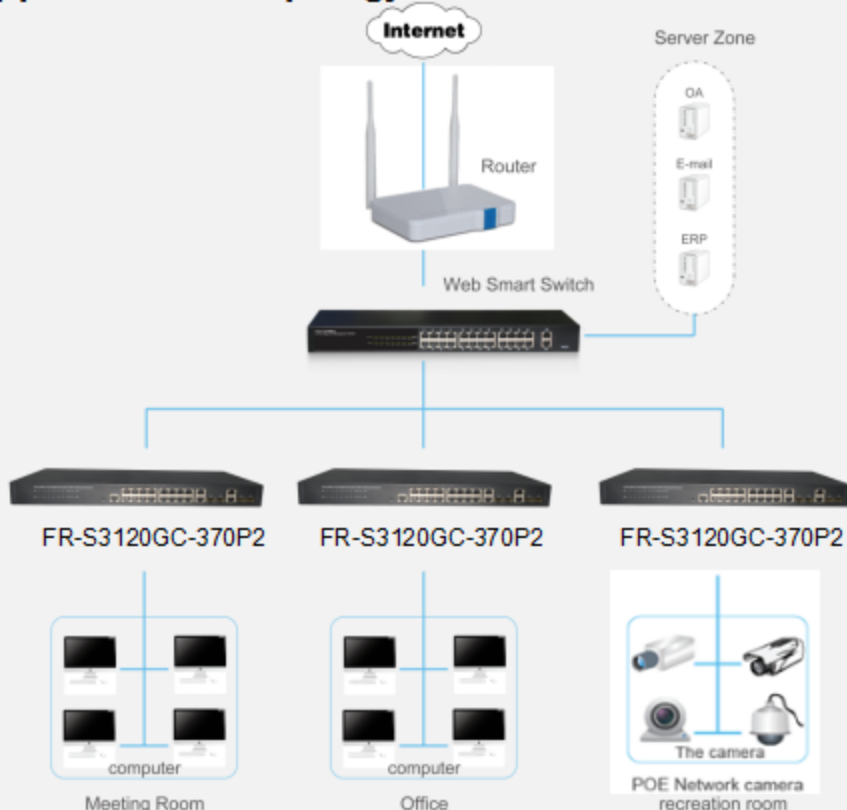 Internet
Server Zone
OA
E-mail
ERP
Router
Web Smart Switch
FR-S3120GC-370P2
FR-S3120GC-370P2
FR-S3120GC-370P2
computer
computer
The camera
Meeting Room
Office
POE Network camera
recreation room